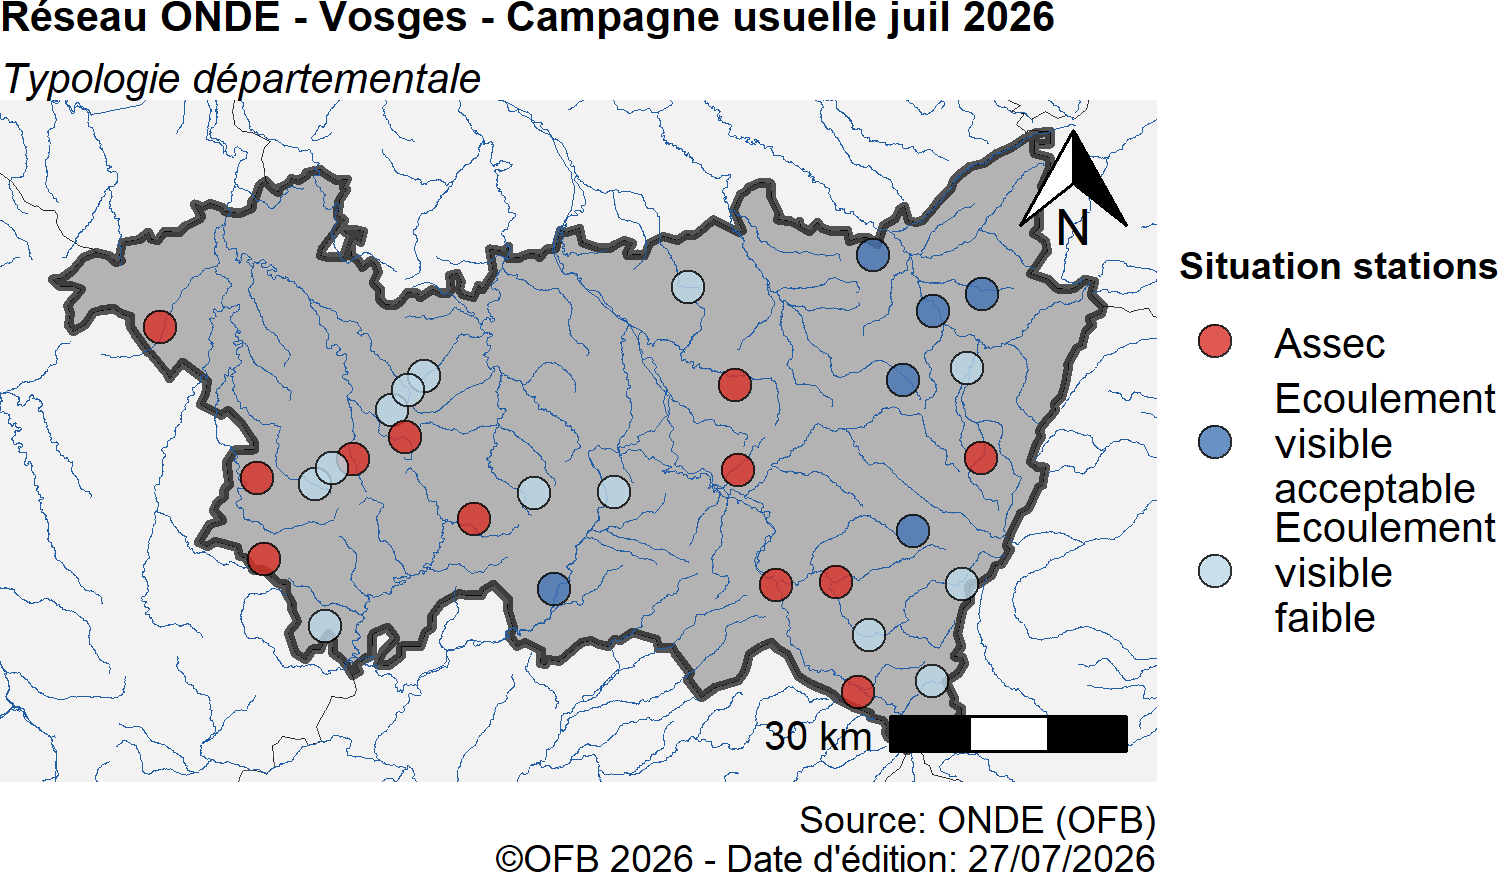 Réseau ONDE - Vosges - Campagne usuelle juil 2026
Typologie départementale
N
Situation stations
Assec
Ecoulement
visible
acceptable
Ecoulement
visible
faible
30 km
Source: ONDE (OFB)
©OFB 2026 - Date d'édition: 27/07/2026